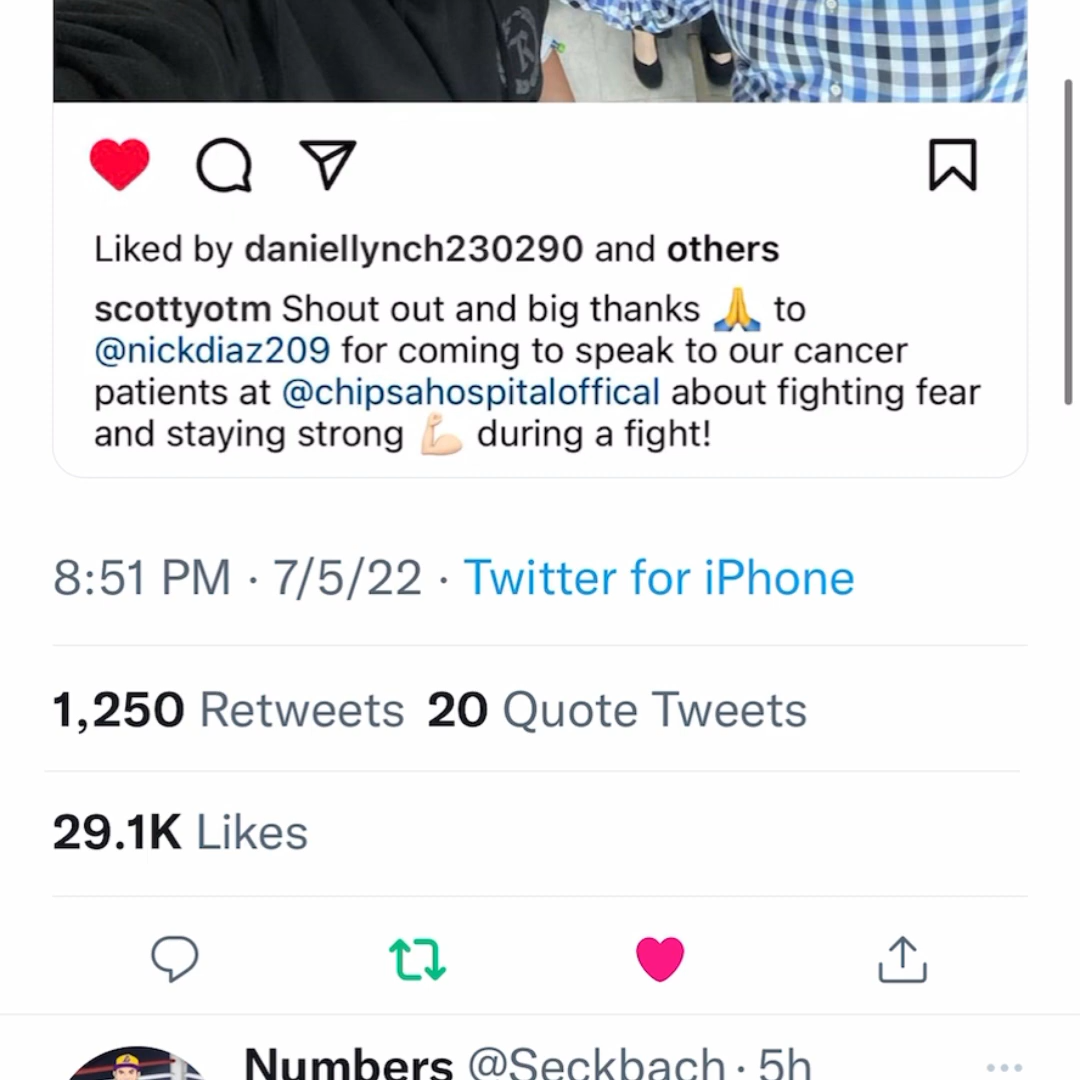 Liked by daniellynch230290 and others
scottyotm Shout out and big thanks 🙏 to
@nickdiaz209 for coming to speak to our cancer
patients at @chipsahospitaloffical about fighting fear
and staying strong 💪🏻 during a fight!
8:51 PM · 7/5/22 · Twitter for iPhone
1,250 Retweets 20 Quote Tweets
29.1K Likes
Numbers @Seckbach · 5h